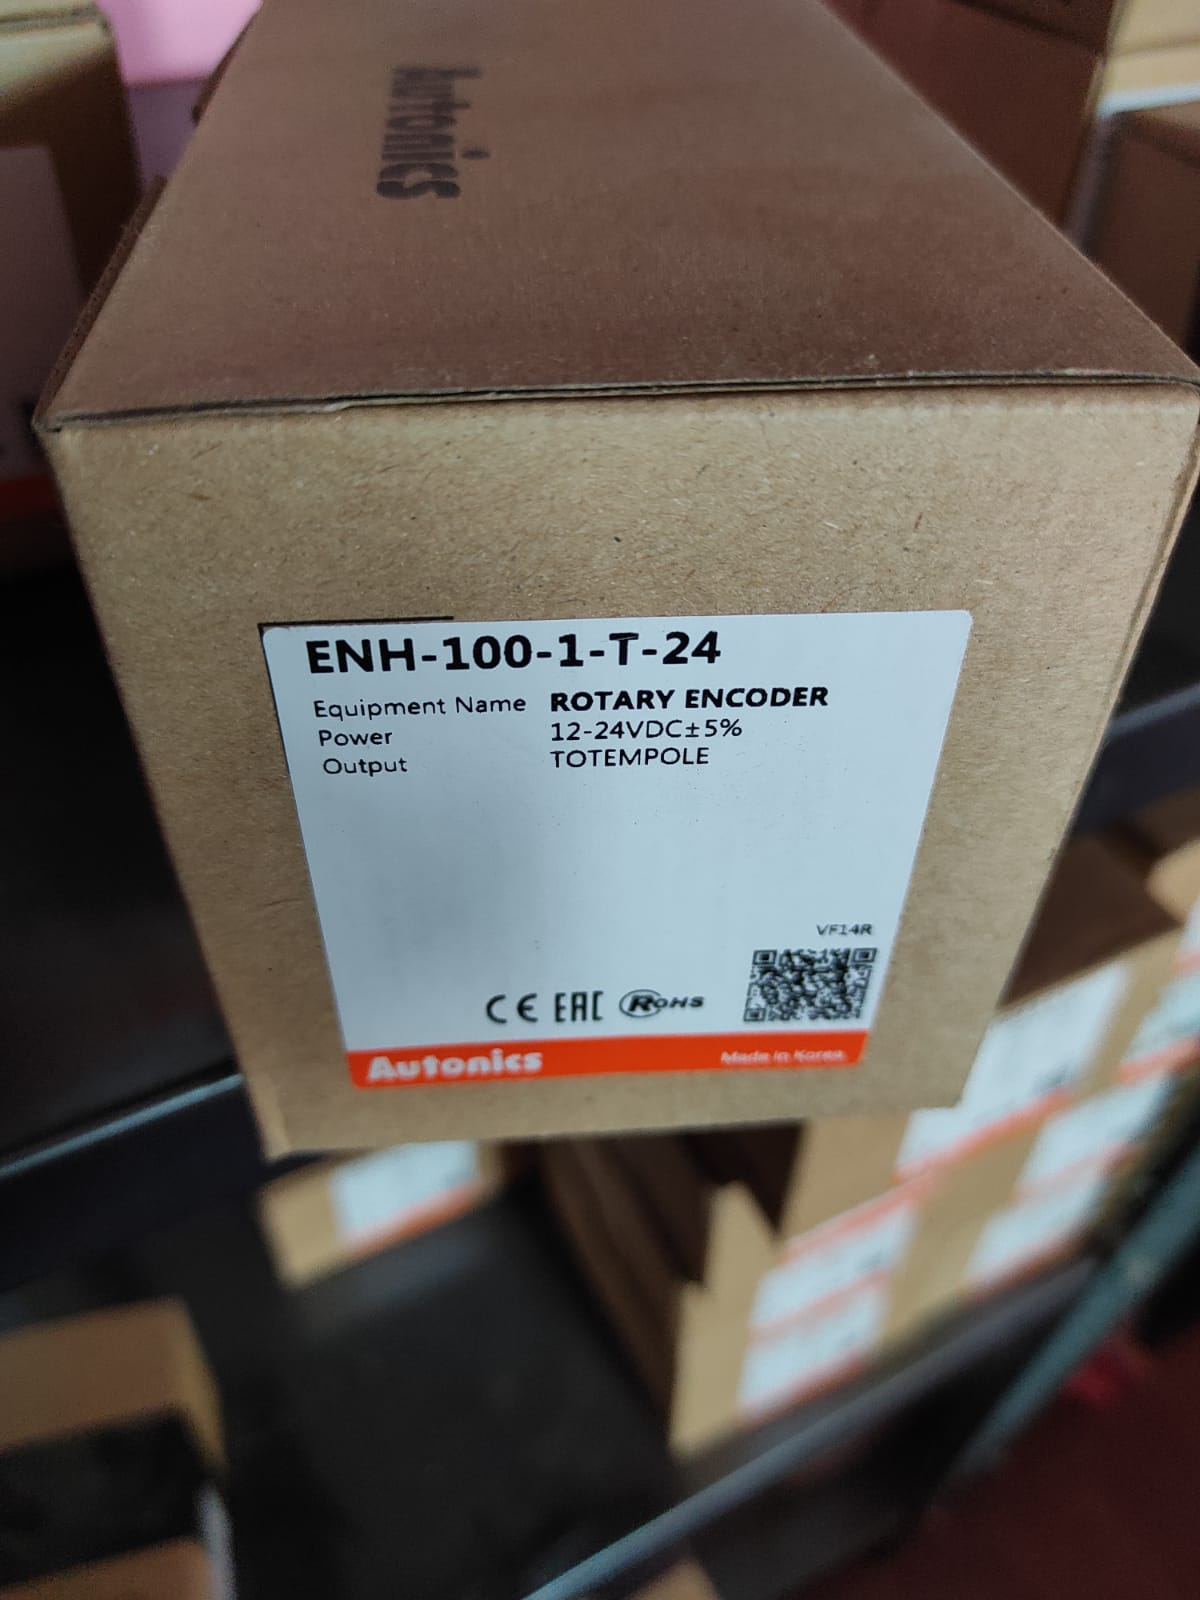 Autonics
ENH-100-1-T-24
Equipment Name ROTARY ENCODER
Power 12-24VDC±5%
Output TOTEMPOLE
VF14R
CE EAC RoHS
Autonics Made in Korea